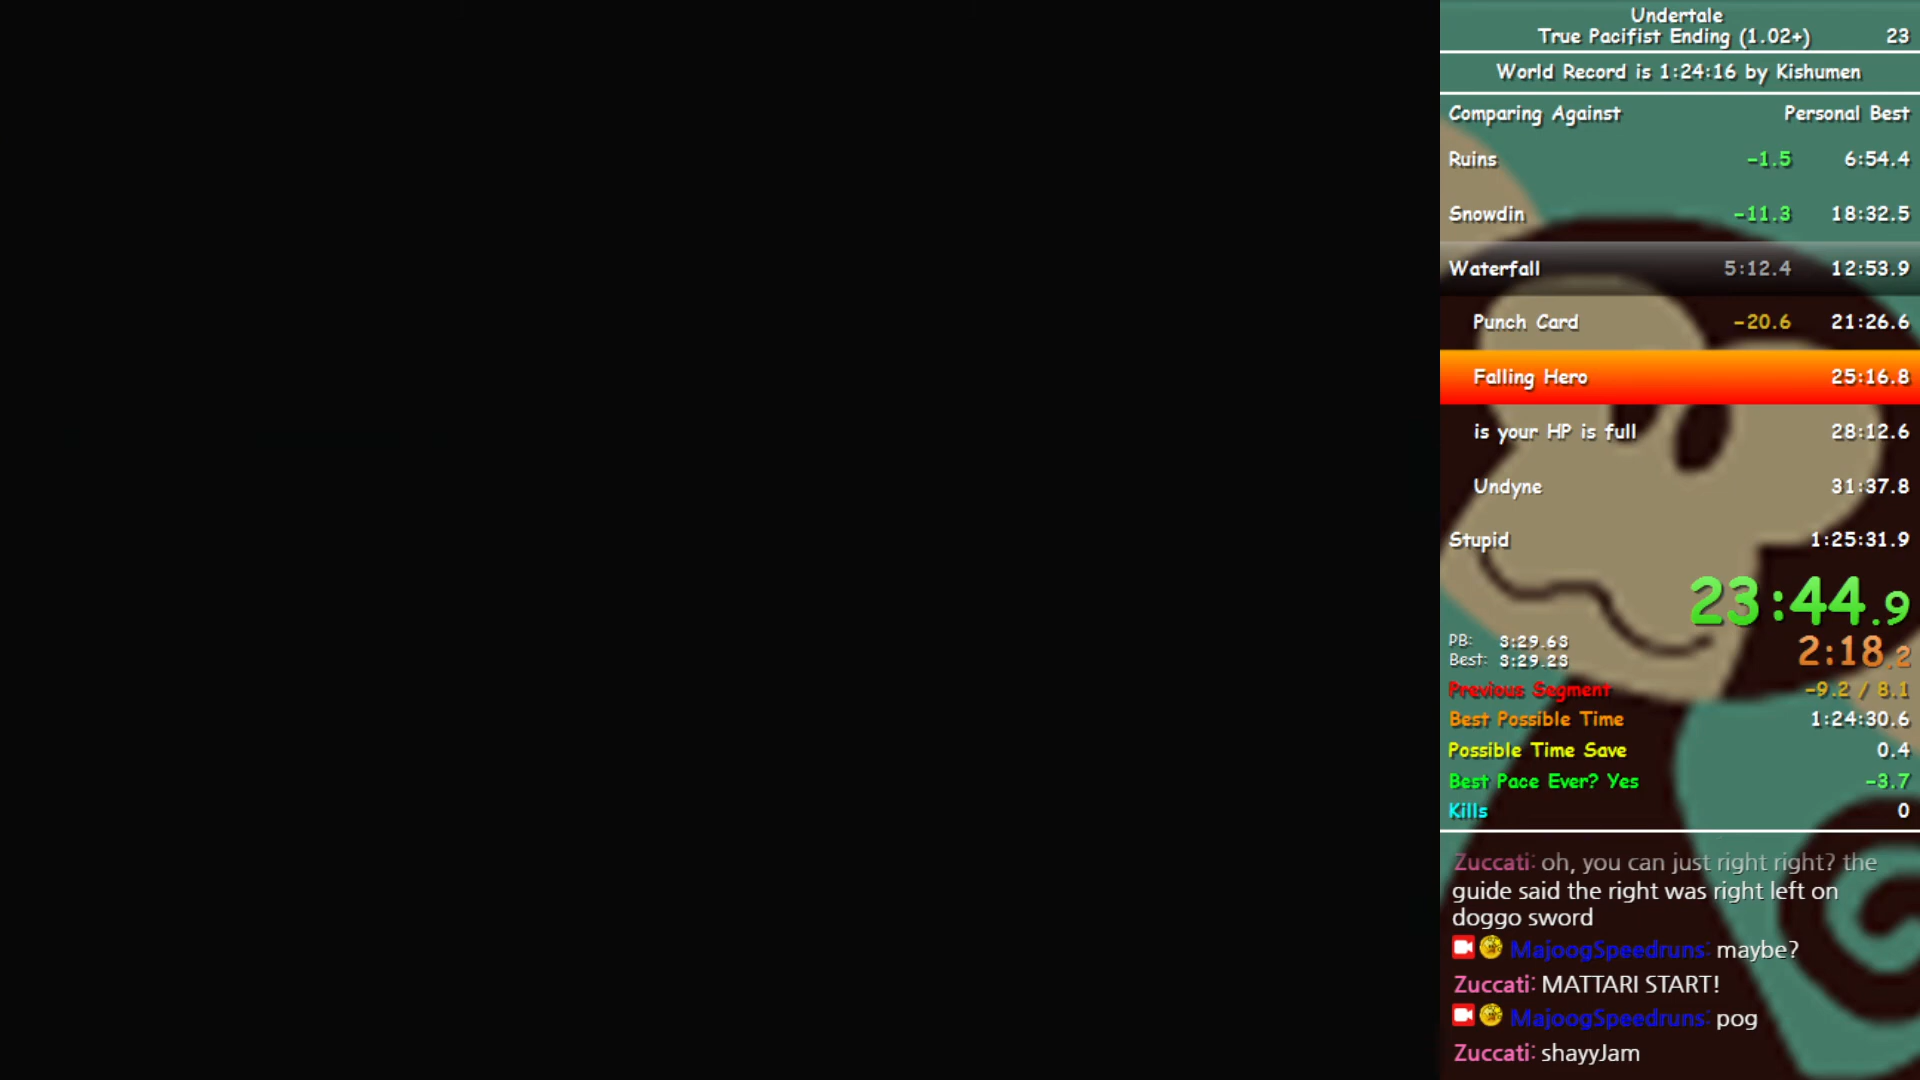 Undertale
True Pacifist Ending (1.02+) 23
World Record is 1:24:16 by Kishumen
Comparing Against Personal Best
Ruins -1.5 6:54.4
Snowdin -11.3 18:32.5
Waterfall 5:12.4 12:53.9
Punch Card -20.6 21:26.6
Falling Hero 25:16.8
is your HP is full 28:12.6
Undyne 31:37.8
Stupid 1:25:31.9
23:44.9
PB: 3:29.63 2:18.2
Best: 3:29.23
Previous Segment -9.2 / 8.1
Best Possible Time 1:24:30.6
Possible Time Save 0.4
Best Pace Ever? Yes -3.7
Kills 0
Zuccati: oh, you can just right right? the
guide said the right was right left on
doggo sword
MajoogSpeedruns: maybe?
Zuccati: MATTARI START!
MajoogSpeedruns: pog
Zuccati: shayyJam